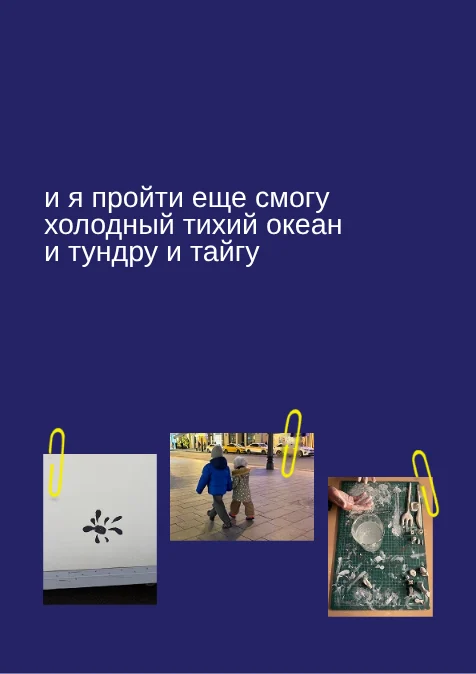 и я пройти еще смогу
холодный тихий океан
и тундру и тайгу